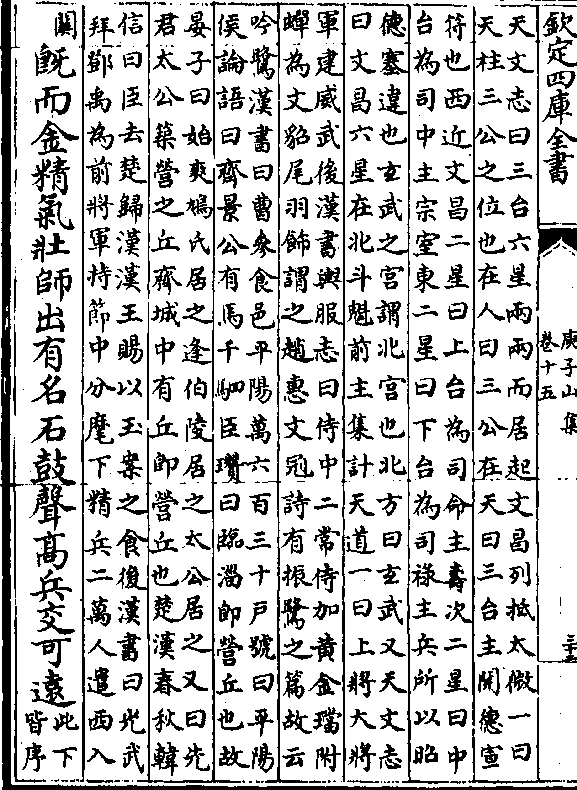 欽定四庫全書
庾子山集
卷十五
天文志曰三台六星兩兩而居起文昌列抵太微一曰
天柱三公之位也在人曰三公在天曰三台主開德宣
符也西近文昌二星曰上台為司命主壽次二星曰中
台為司中主宗室東二星曰下台為司祿主兵所以昭
德塞違也玄武之宮謂北宮也北方曰玄武又天文志
曰文昌六星在北斗魁前主集計天道一曰上將大將
軍建威武後漢書輿服志曰侍中二常侍加黃金璫附
蟬為文貂尾羽飾謂之趙惠文冠詩有振鷺之篇故云
吟鷺漢書曰曹參食邑平陽萬六百三十戶號曰平陽
侯論語曰齊景公有馬千駟臣瓚曰臨淄即營丘也故
晏子曰始爽鳩氏居之逢伯陵居之太公居之又曰先
君太公築營之丘齊城中有丘即營丘也楚漢春秋韓
信曰臣去楚歸漢漢王賜以玉案之食後漢書曰光武
拜鄧禹為前將軍持節中分麾下精兵二萬人遣西入
關
既而金精氣壯師出有名石鼓聲高兵交可遠
此下
皆序